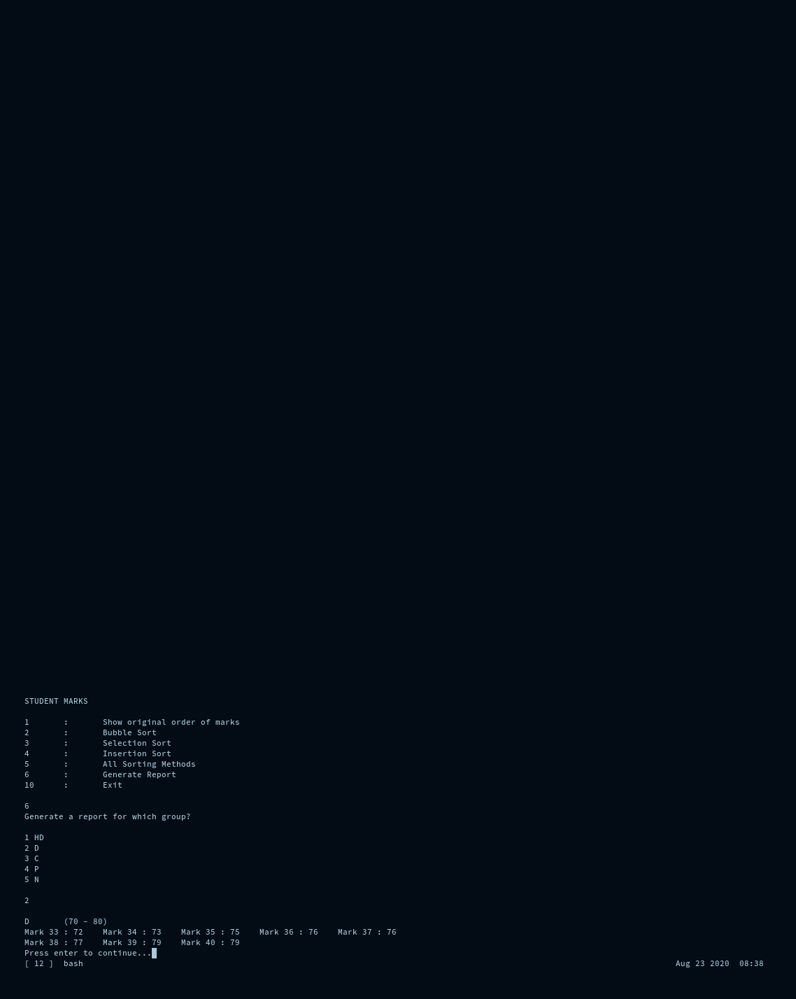 STUDENT MARKS
1 : Show original order of marks
2 : Bubble Sort
3 : Selection Sort
4 : Insertion Sort
5 : All Sorting Methods
6 : Generate Report
10 : Exit
6
Generate a report for which group?
1 HD
2 D
3 C
4 P
5 N
2
D (70 - 80)
Mark 33 : 72 Mark 34 : 73 Mark 35 : 75 Mark 36 : 76 Mark 37 : 76
Mark 38 : 77 Mark 39 : 79 Mark 40 : 79
Press enter to continue...
[ 12 ] bash Aug 23 2020 08:38